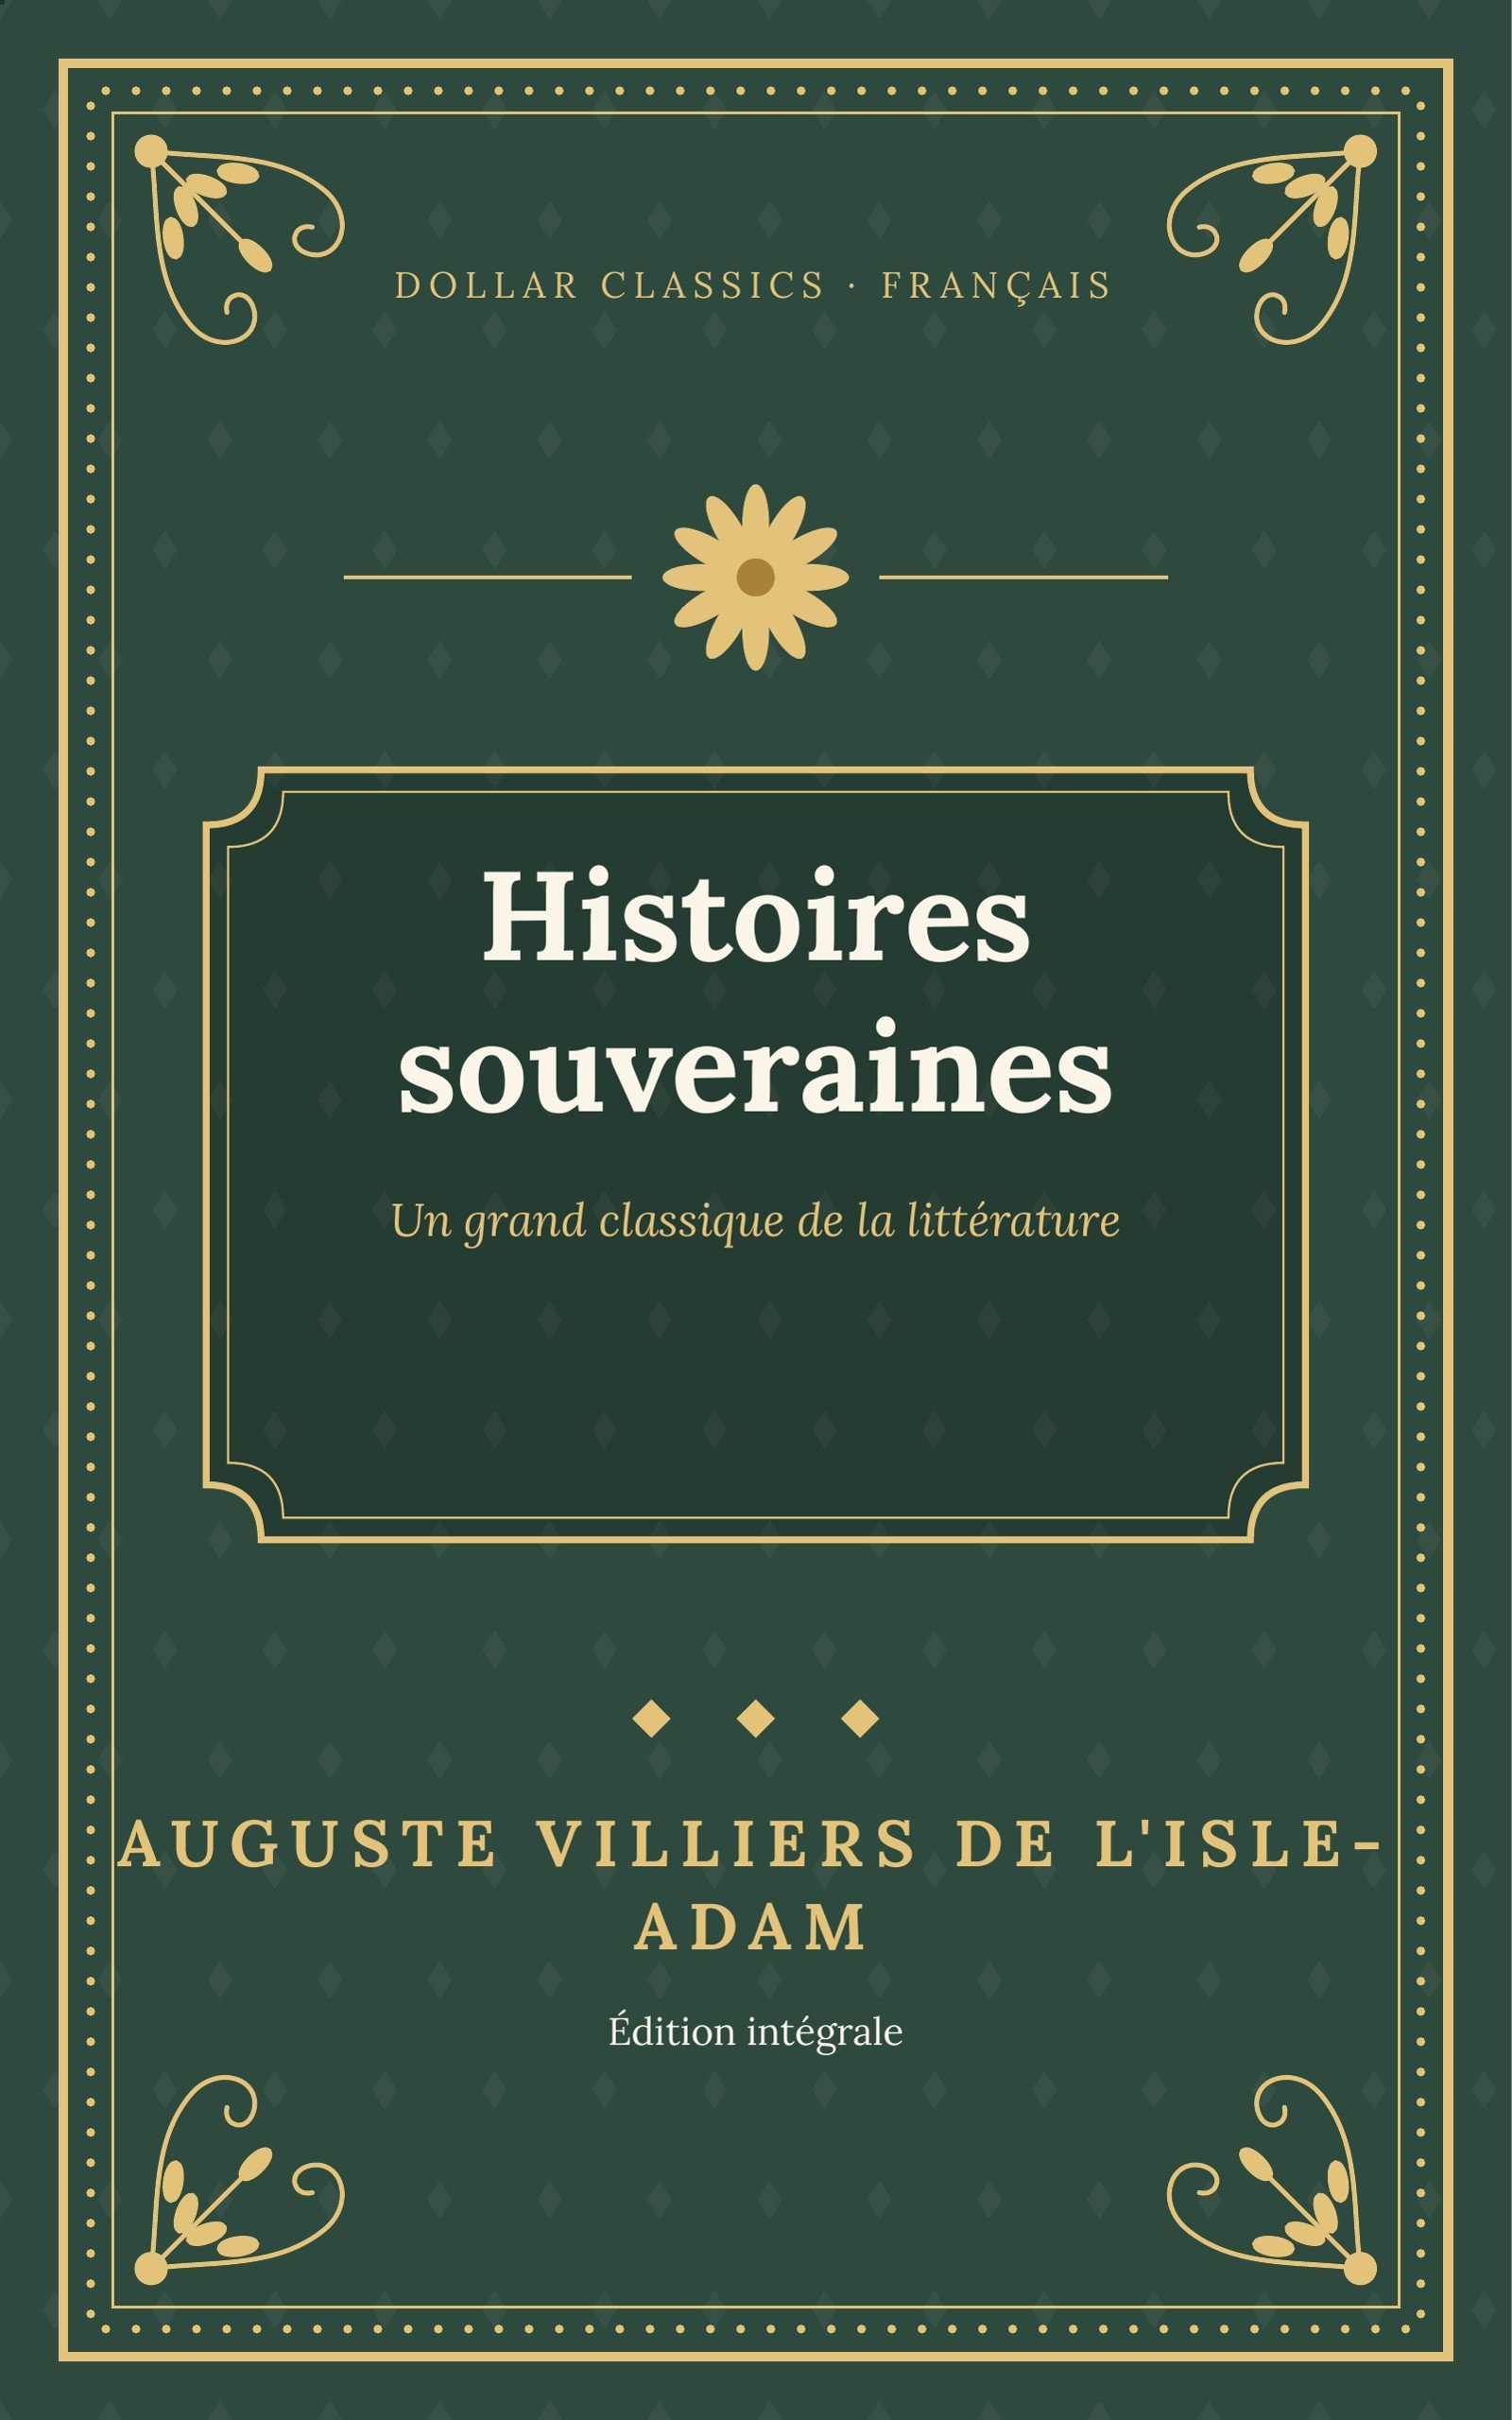 DOLLAR CLASSICS · FRANÇAIS
Histoires
souveraines
Un grand classique de la littérature
AUGUSTE VILLIERS DE L'ISLE-
ADAM
Édition intégrale